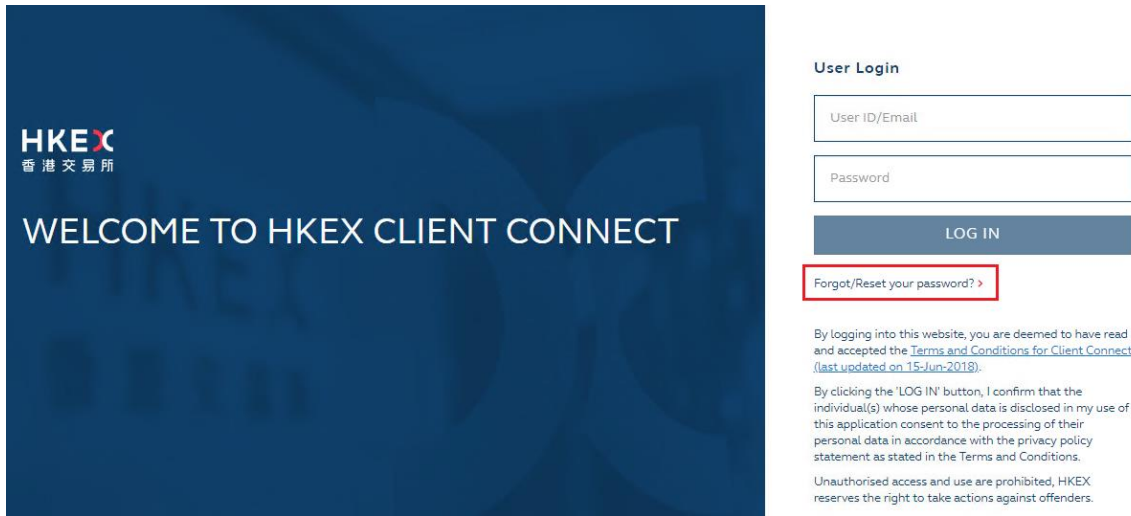 HKEX
香港交易所
WELCOME TO HKEX CLIENT CONNECT
User Login
User ID/Email
Password
LOG IN
Forgot/Reset your password? >
By logging into this website, you are deemed to have read
and accepted the Terms and Conditions for Client Connect
(last updated on 15-Jun-2018).
By clicking the 'LOG IN' button, I confirm that the
individual(s) whose personal data is disclosed in my use of
this application consent to the processing of their
personal data in accordance with the privacy policy
statement as stated in the Terms and Conditions.
Unauthorised access and use are prohibited, HKEX
reserves the right to take actions against offenders.